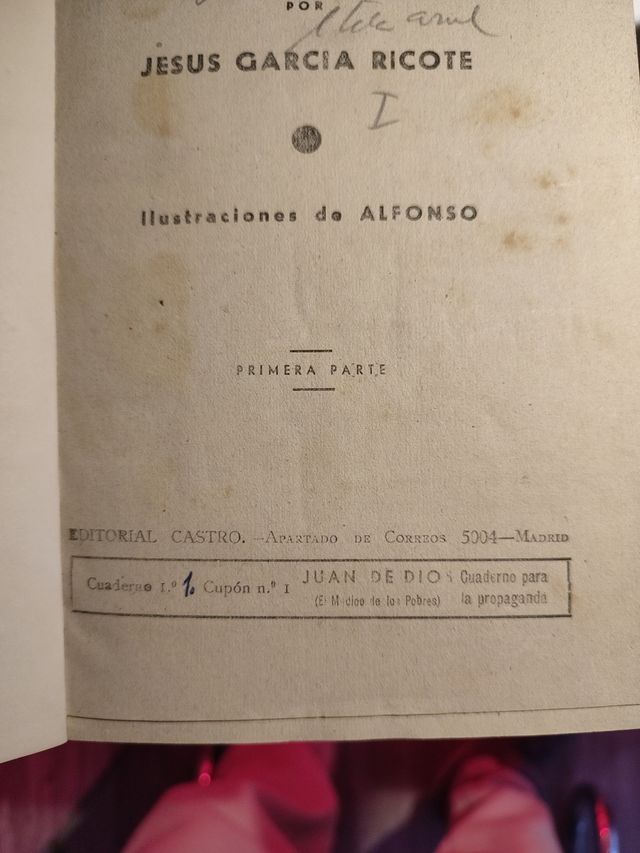 POR
JESUS GARCIA RICOTE
I
Ilustraciones de ALFONSO
PRIMERA PARTE
EDITORIAL CASTRO.—APARTADO DE CORREOS 5004—MADRID
Cuaderno 1.º 1. Cupón n.º 1 JUAN DE DIOS Cuaderno para
(El Médico de los Pobres) la propaganda